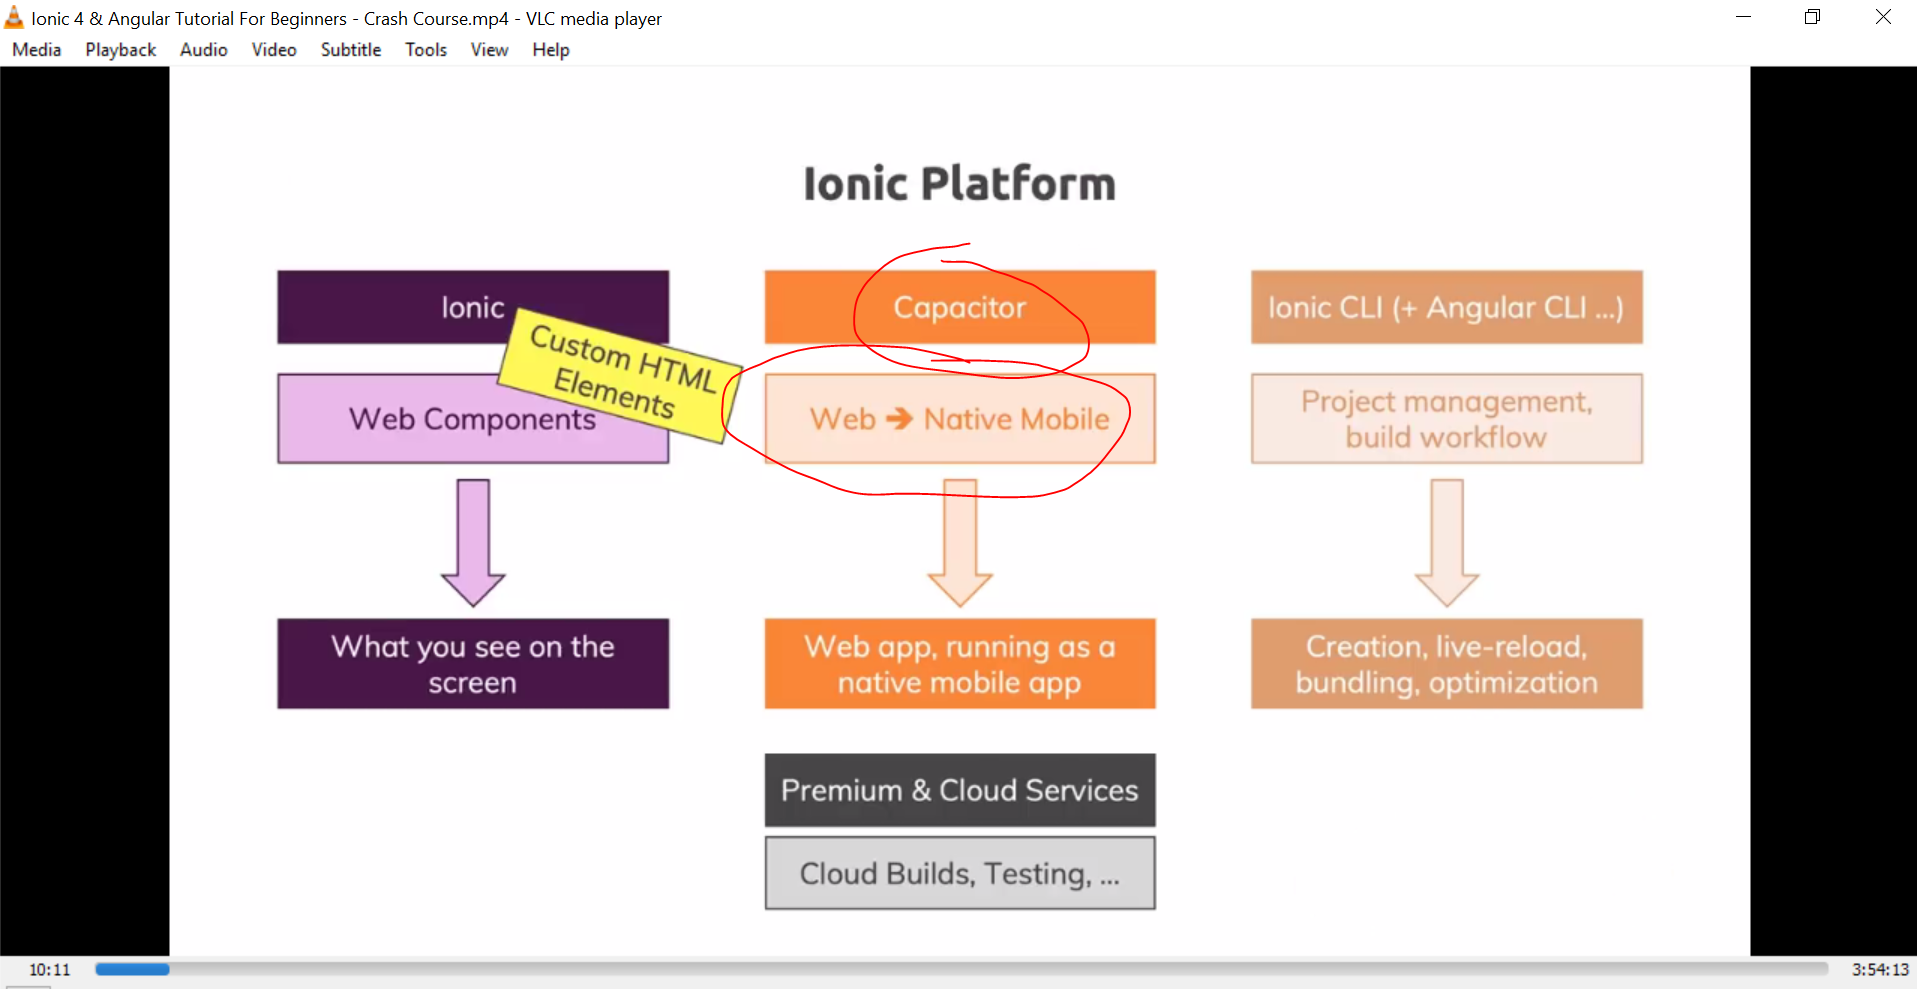 Ionic 4 & Angular Tutorial For Beginners - Crash Course.mp4 - VLC media player
Media Playback Audio Video Subtitle Tools View Help
Ionic Platform
Ionic
Custom HTML
Elements
Web Components
What you see on the
screen
Capacitor
Web ➔ Native Mobile
Web app, running as a
native mobile app
Ionic CLI (+ Angular CLI ...)
Project management,
build workflow
Creation, live-reload,
bundling, optimization
Premium & Cloud Services
Cloud Builds, Testing, ...
10:11
3:54:13